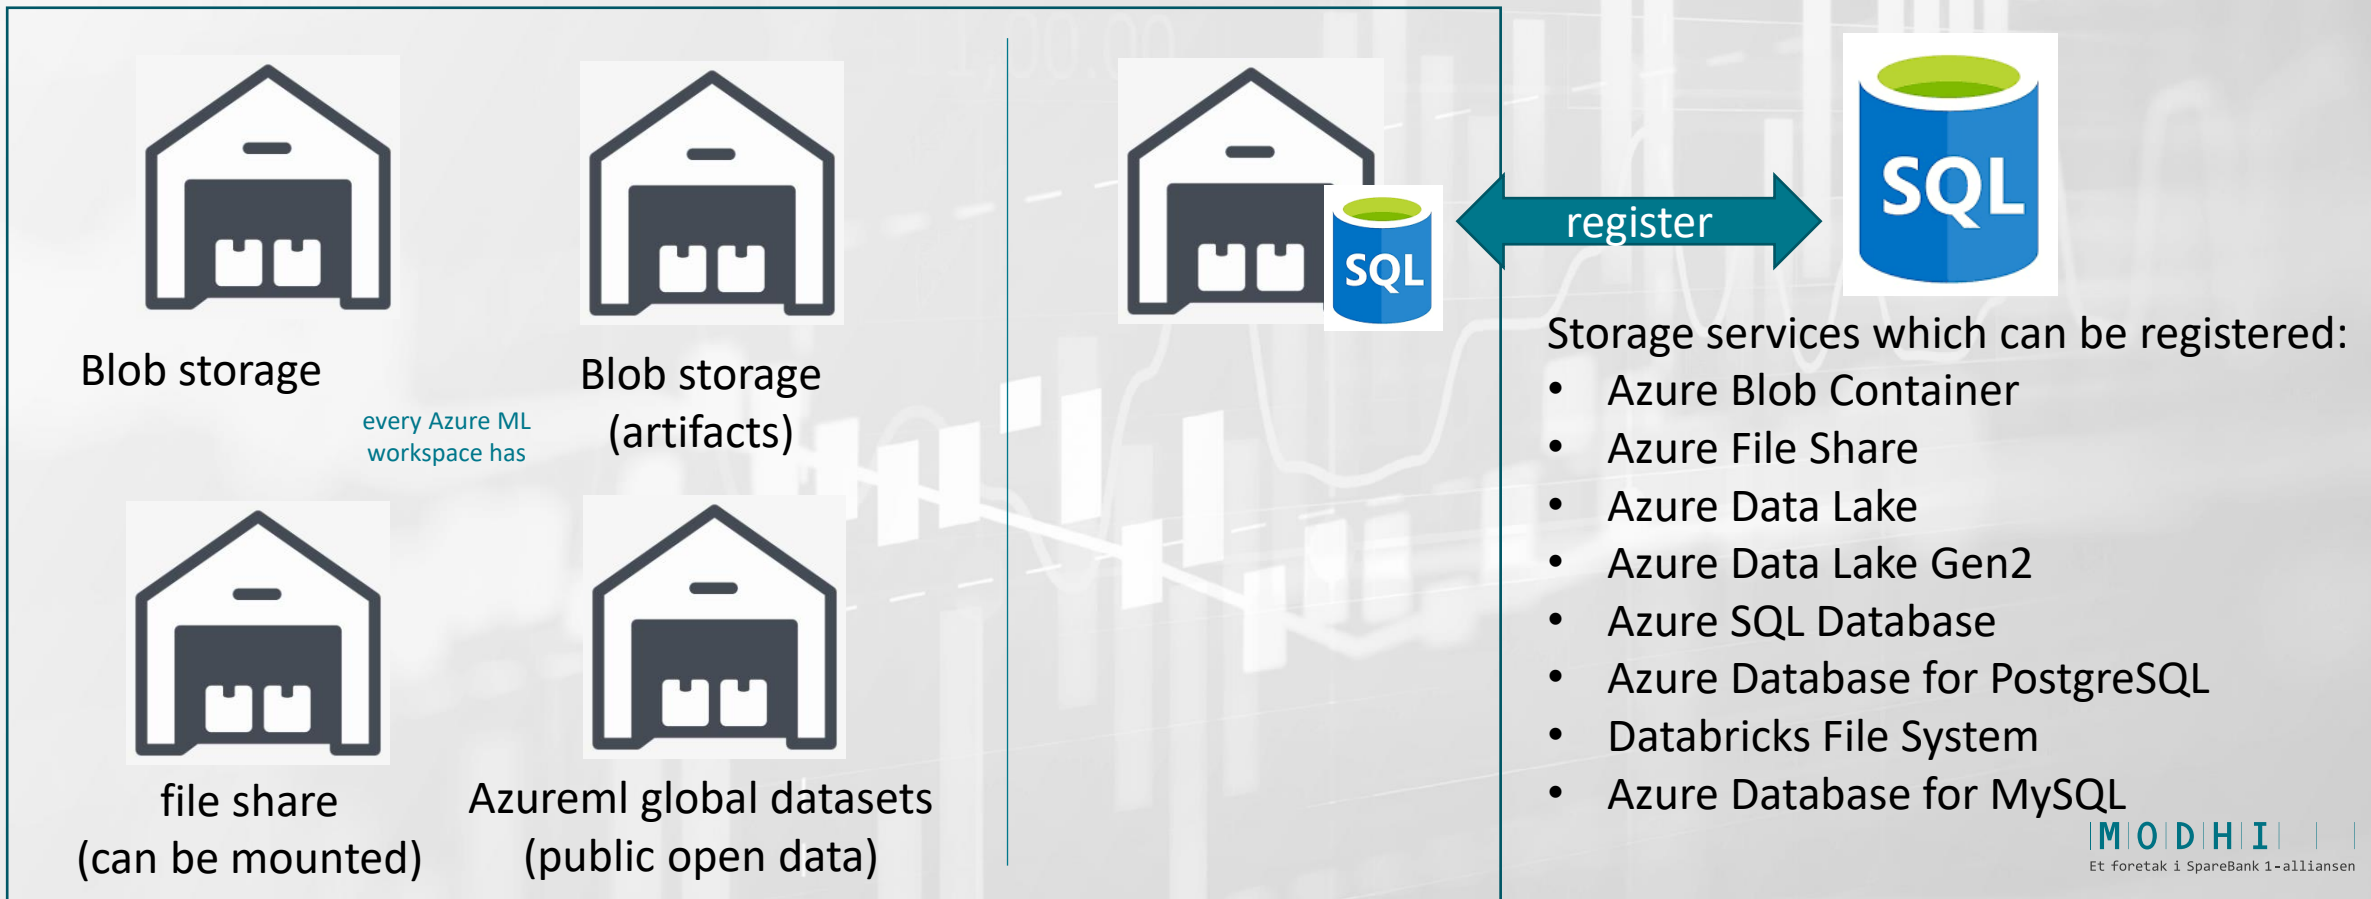 Blob storage
Blob storage
(artifacts)
every Azure ML
workspace has
file share
(can be mounted)
Azureml global datasets
(public open data)
SQL
register
SQL
Storage services which can be registered:
• Azure Blob Container
• Azure File Share
• Azure Data Lake
• Azure Data Lake Gen2
• Azure SQL Database
• Azure Database for PostgreSQL
• Databricks File System
• Azure Database for MySQL
MODHI
Et foretak i SpareBank 1-alliansen